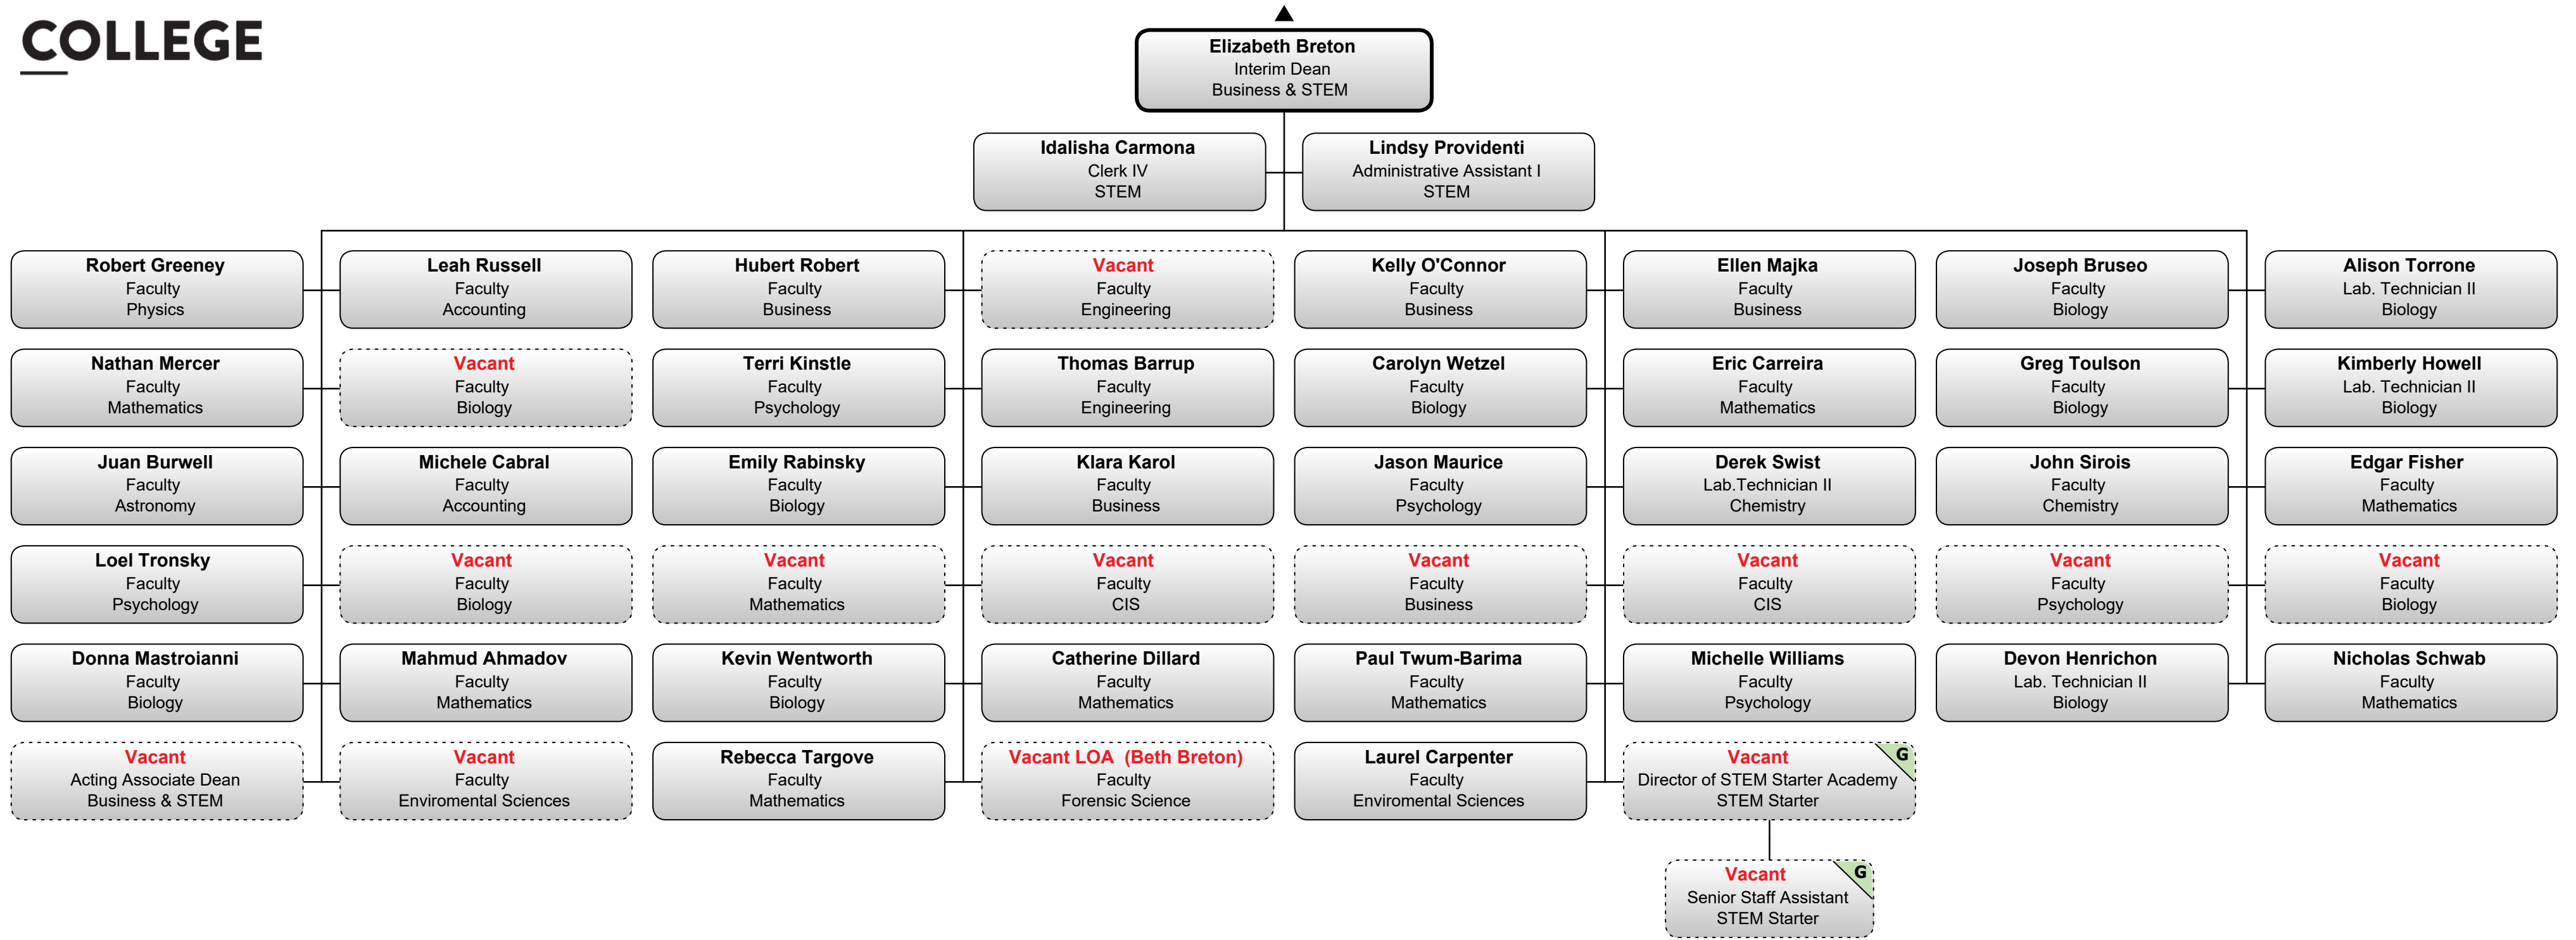 COLLEGE
Elizabeth Breton
Interim Dean
Business & STEM
Idalisha Carmona
Clerk IV
STEM
Lindsy Providenti
Administrative Assistant I
STEM
Robert Greeney
Faculty
Physics
Leah Russell
Faculty
Accounting
Hubert Robert
Faculty
Business
Vacant
Faculty
Engineering
Kelly O'Connor
Faculty
Business
Ellen Majka
Faculty
Business
Joseph Bruseo
Faculty
Biology
Alison Torrone
Lab. Technician II
Biology
Nathan Mercer
Faculty
Mathematics
Vacant
Faculty
Biology
Terri Kinstle
Faculty
Psychology
Thomas Barrup
Faculty
Engineering
Carolyn Wetzel
Faculty
Biology
Eric Carreira
Faculty
Mathematics
Greg Toulson
Faculty
Biology
Kimberly Howell
Lab. Technician II
Biology
Juan Burwell
Faculty
Astronomy
Michele Cabral
Faculty
Accounting
Emily Rabinsky
Faculty
Biology
Klara Karol
Faculty
Business
Jason Maurice
Faculty
Psychology
Derek Swist
Lab.Technician II
Chemistry
John Sirois
Faculty
Chemistry
Edgar Fisher
Faculty
Mathematics
Loel Tronsky
Faculty
Psychology
Vacant
Faculty
Biology
Vacant
Faculty
Mathematics
Vacant
Faculty
CIS
Vacant
Faculty
Business
Vacant
Faculty
CIS
Vacant
Faculty
Psychology
Vacant
Faculty
Biology
Donna Mastroianni
Faculty
Biology
Mahmud Ahmadov
Faculty
Mathematics
Kevin Wentworth
Faculty
Biology
Catherine Dillard
Faculty
Mathematics
Paul Twum-Barima
Faculty
Mathematics
Michelle Williams
Faculty
Psychology
Devon Henrichon
Lab. Technician II
Biology
Nicholas Schwab
Faculty
Mathematics
Vacant
Acting Associate Dean
Business & STEM
Vacant
Faculty
Enviromental Sciences
Rebecca Targove
Faculty
Mathematics
Vacant LOA (Beth Breton)
Faculty
Forensic Science
Laurel Carpenter
Faculty
Enviromental Sciences
Vacant
G
Director of STEM Starter Academy
STEM Starter
Vacant
G
Senior Staff Assistant
STEM Starter